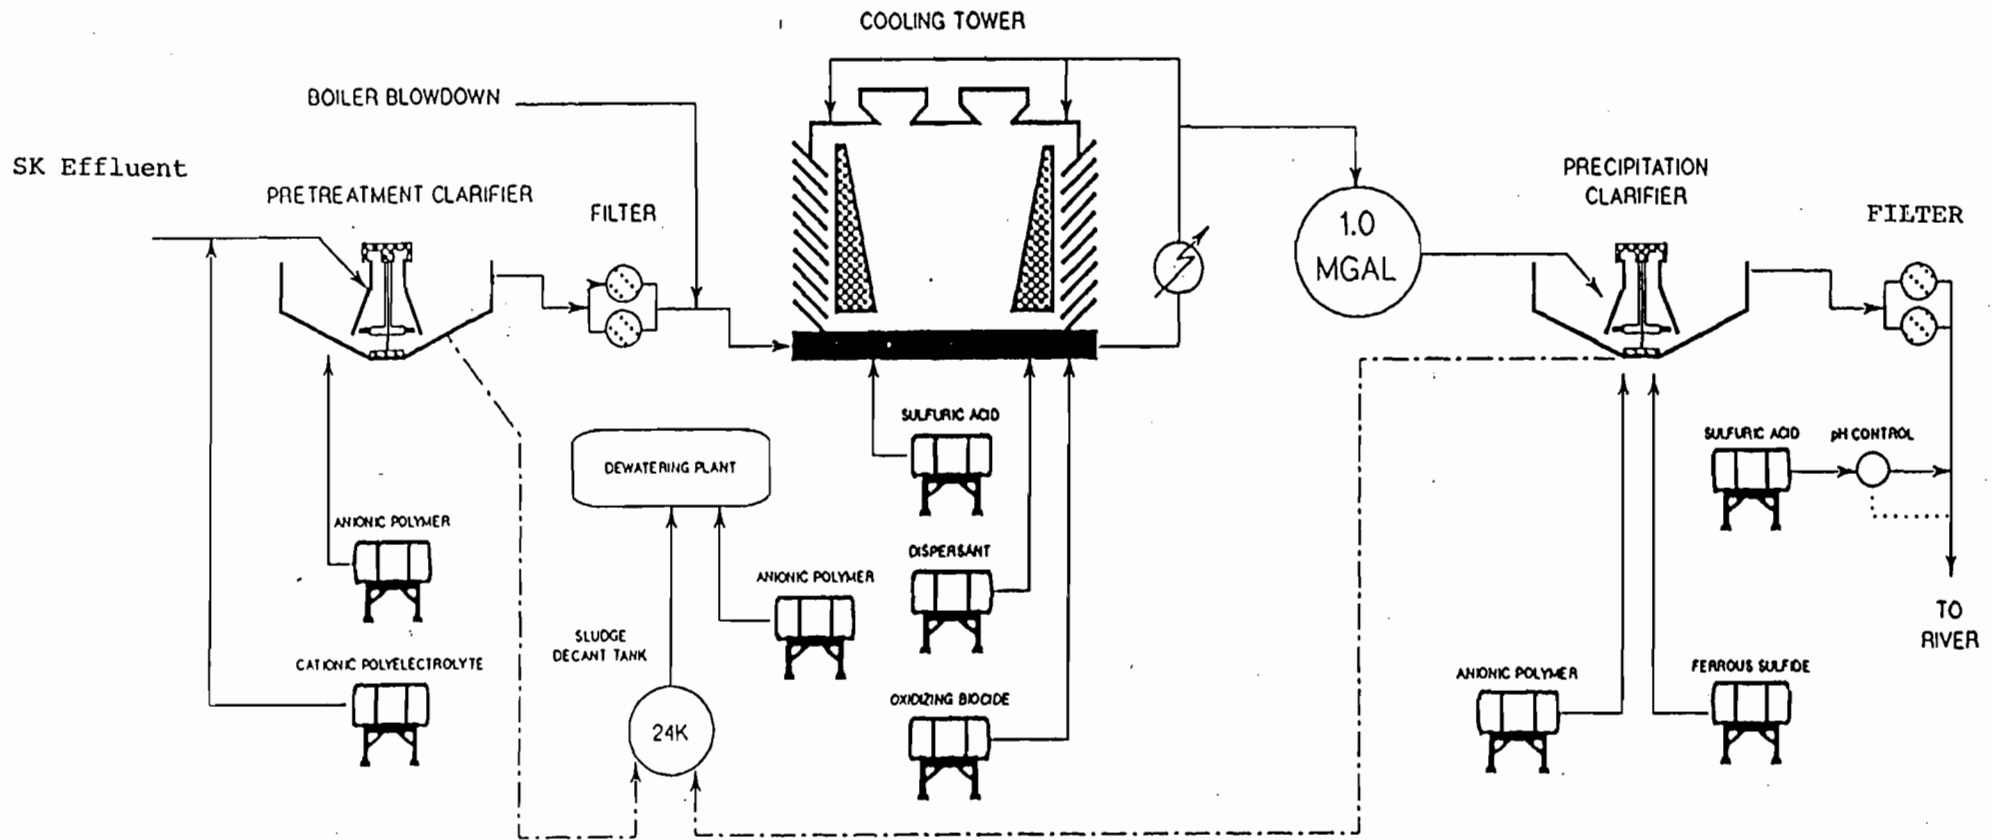 COOLING TOWER
BOILER BLOWDOWN
SK Effluent
PRETREATMENT CLARIFIER
FILTER
1.0
MGAL
PRECIPITATION
CLARIFIER
FILTER
SULFURIC ACID
DEWATERING PLANT
SULFURIC ACID
pH CONTROL
ANIONIC POLYMER
DISPERSANT
ANIONIC POLYMER
SLUDGE
DECANT TANK
TO
RIVER
CATIONIC POLYELECTROLYTE
24K
OXIDIZING BIOCIDE
ANIONIC POLYMER
FERROUS SULFIDE